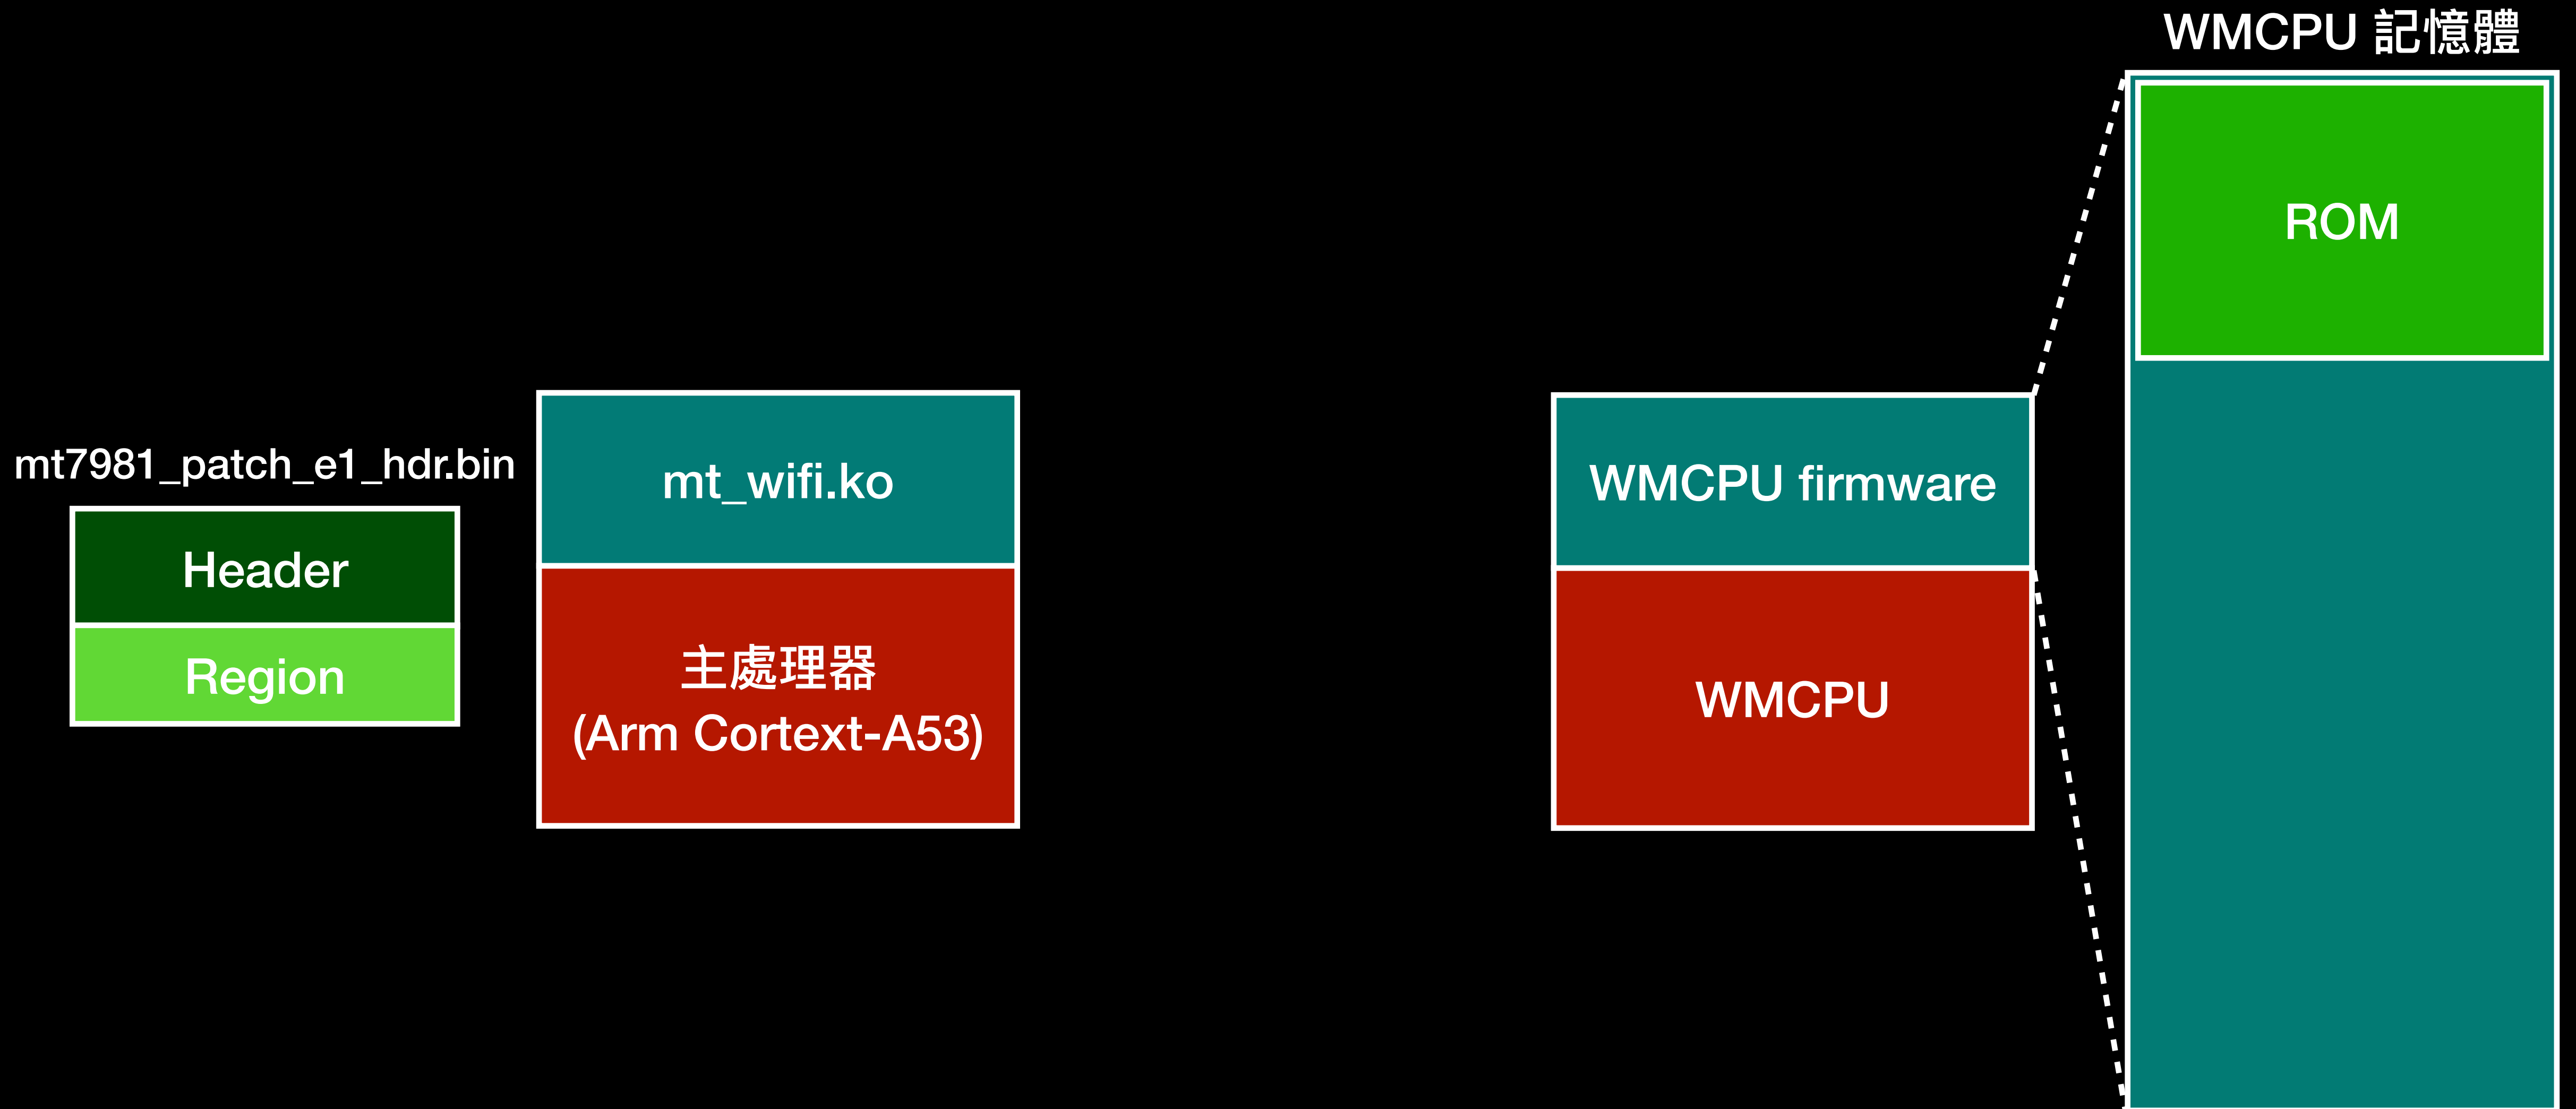 WMCPU 記憶體
ROM
mt7981_patch_e1_hdr.bin
Header
Region
mt_wifi.ko
主處理器
(Arm Cortext-A53)
WMCPU firmware
WMCPU